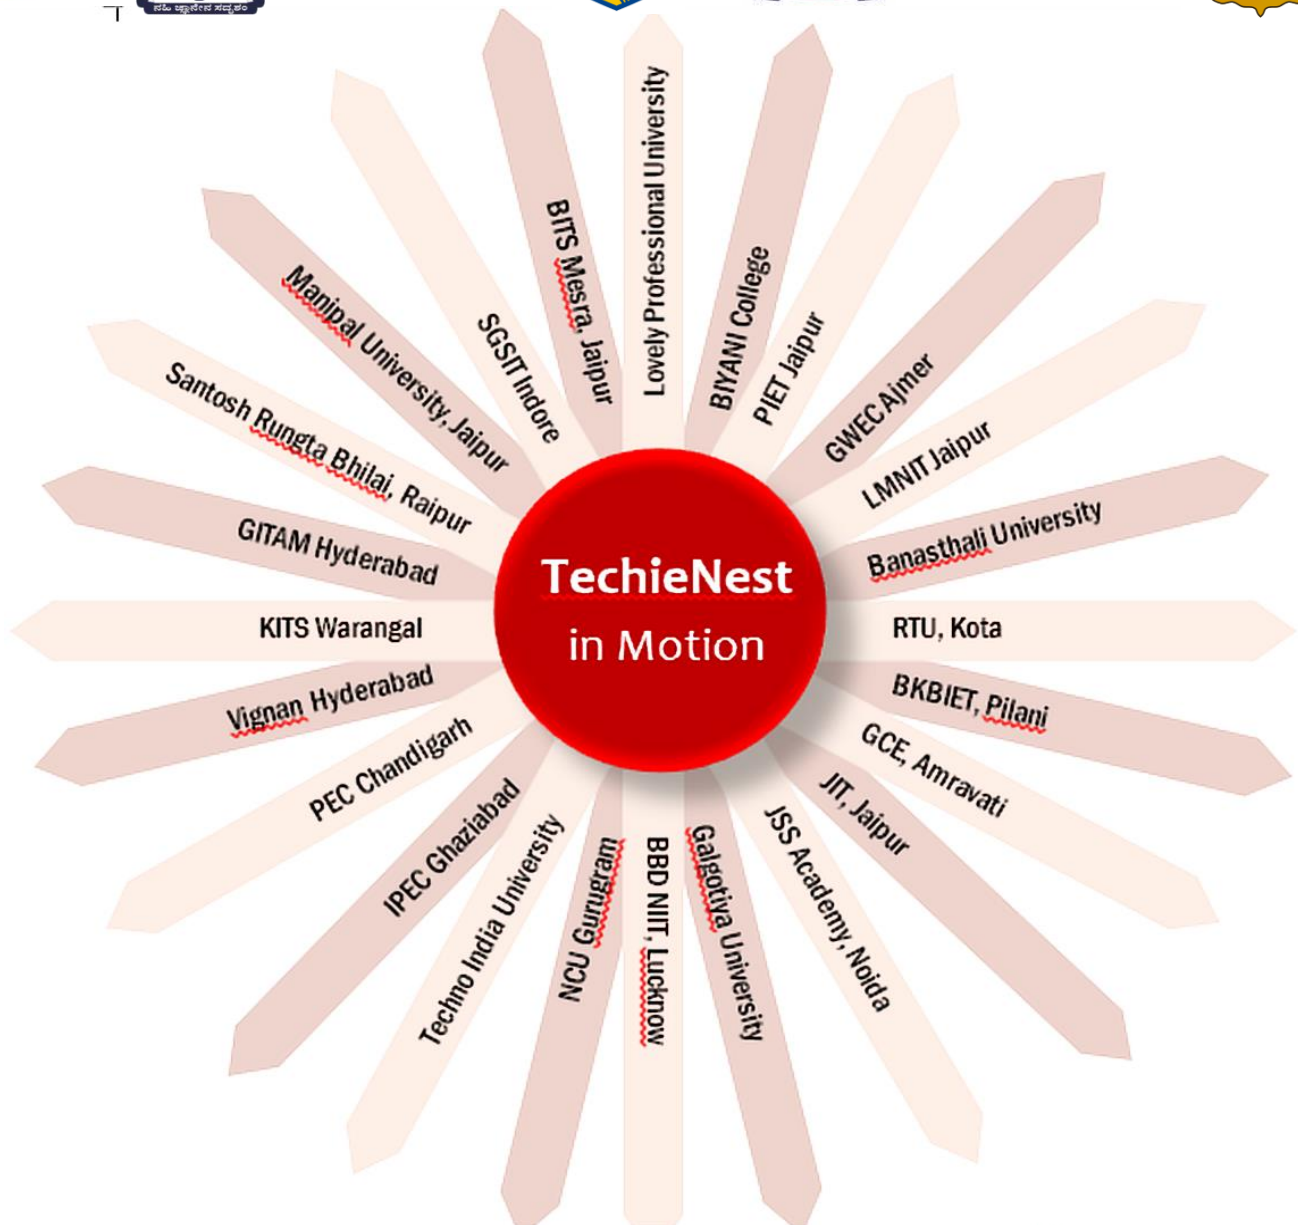 ನಹಿ ಜ್ಞಾನೇನ ಸದೃಶಂ
TechieNest
in Motion
Lovely Professional University
BIYANI College
PIET Jaipur
GWEC Ajmer
LMNIT Jaipur
Banasthali University
RTU, Kota
BKBIET, Pilani
GCE, Amravati
JIT, Jaipur
JSS Academy, Noida
Galgotiya University
BBD NIIT, Lucknow
NCU Gurugram
Techno India University
IPEC Ghaziabad
PEC Chandigarh
Vignan Hyderabad
KITS Warangal
GITAM Hyderabad
Santosh Rungta Bhilai, Raipur
Manipal University, Jaipur
SGSIT Indore
BITS Mesra, Jaipur